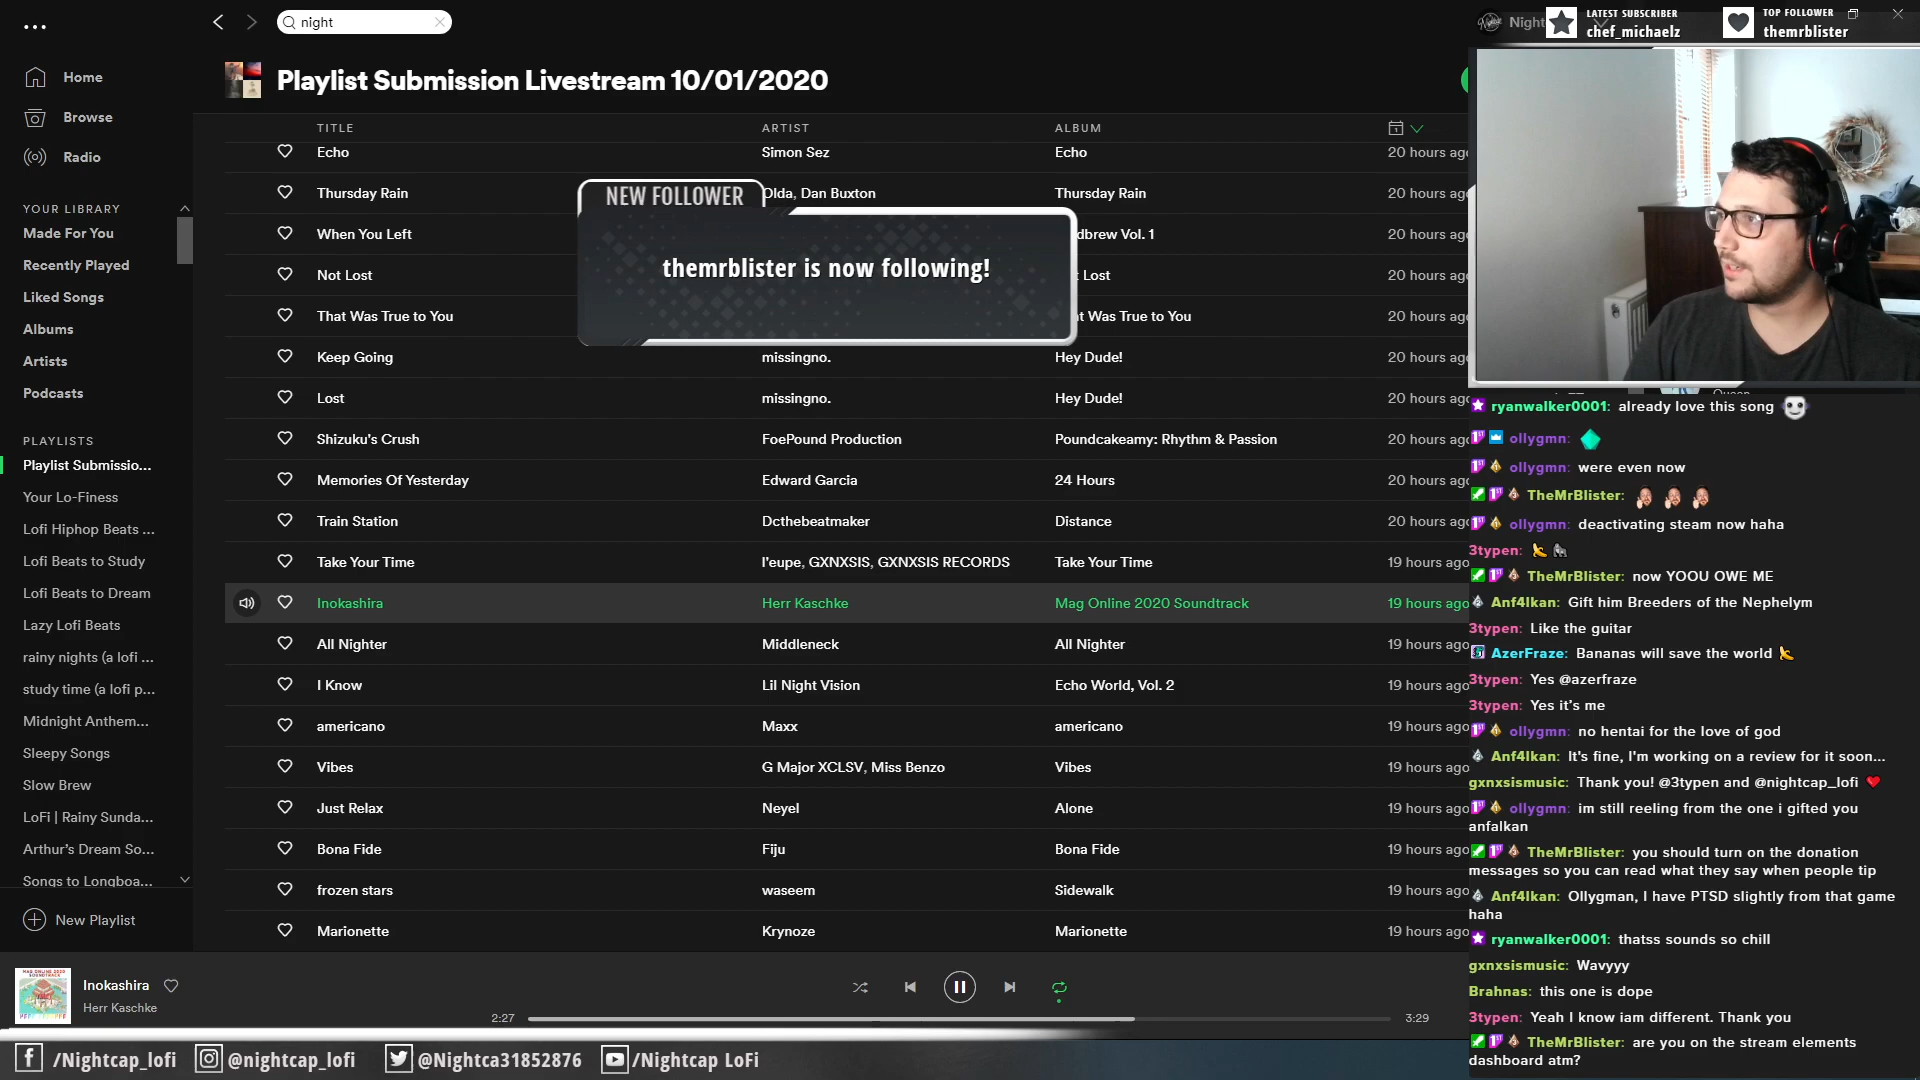 night
Night
LATEST SUBSCRIBER
chef_michaelz
TOP FOLLOWER
themrblister
Home
Browse
Radio
YOUR LIBRARY
Made For You
Recently Played
Liked Songs
Albums
Artists
Podcasts
PLAYLISTS
Playlist Submissio...
Your Lo-Finess
Lofi Hiphop Beats ...
Lofi Beats to Study
Lofi Beats to Dream
Lazy Lofi Beats
rainy nights (a lofi ...
study time (a lofi p...
Midnight Anthem...
Sleepy Songs
Slow Brew
LoFi | Rainy Sunda...
Arthur's Dream So...
Songs to Longboa...
New Playlist
Playlist Submission Livestream 10/01/2020
TITLE ARTIST ALBUM
Echo Simon Sez Echo 20 hours ago
Thursday Rain Olda, Dan Buxton Thursday Rain 20 hours ago
When You Left dbrew Vol. 1 20 hours ago
Not Lost Lost 20 hours ago
That Was True to You t Was True to You 20 hours ago
Keep Going missingno. Hey Dude! 20 hours ago
Lost missingno. Hey Dude! 20 hours ago
Shizuku's Crush FoePound Production Poundcakeamy: Rhythm & Passion 20 hours ago
Memories Of Yesterday Edward Garcia 24 Hours 20 hours ago
Train Station Dcthebeatmaker Distance 20 hours ago
Take Your Time l'eupe, GXNXSIS, GXNXSIS RECORDS Take Your Time 19 hours ago
Inokashira Herr Kaschke Mag Online 2020 Soundtrack 19 hours ago
All Nighter Middleneck All Nighter 19 hours ago
I Know Lil Night Vision Echo World, Vol. 2 19 hours ago
americano Maxx americano 19 hours ago
Vibes G Major XCLSV, Miss Benzo Vibes 19 hours ago
Just Relax Neyel Alone 19 hours ago
Bona Fide Fiju Bona Fide 19 hours ago
frozen stars waseem Sidewalk 19 hours ago
Marionette Krynoze Marionette 19 hours ago
NEW FOLLOWER
themrblister is now following!
ryanwalker0001: already love this song
ollygmn:
ollygmn: were even now
TheMrBlister:
ollygmn: deactivating steam now haha
3typen:
TheMrBlister: now YOOU OWE ME
Anf4lkan: Gift him Breeders of the Nephelym
3typen: Like the guitar
AzerFraze: Bananas will save the world
3typen: Yes @azerfraze
3typen: Yes it's me
ollygmn: no hentai for the love of god
Anf4lkan: It's fine, I'm working on a review for it soon...
gxnxsismusic: Thank you! @3typen and @nightcap_lofi
ollygmn: im still reeling from the one i gifted you
anfalkan
TheMrBlister: you should turn on the donation
messages so you can read what they say when people tip
Anf4lkan: Ollygman, I have PTSD slightly from that game
haha
ryanwalker0001: thatss sounds so chill
gxnxsismusic: Wavyyy
Brahnas: this one is dope
3typen: Yeah I know iam different. Thank you
TheMrBlister: are you on the stream elements
dashboard atm?
Inokashira
Herr Kaschke
2:27
3:29
/Nightcap_lofi
@nightcap_lofi
@Nightca31852876
/Nightcap LoFi